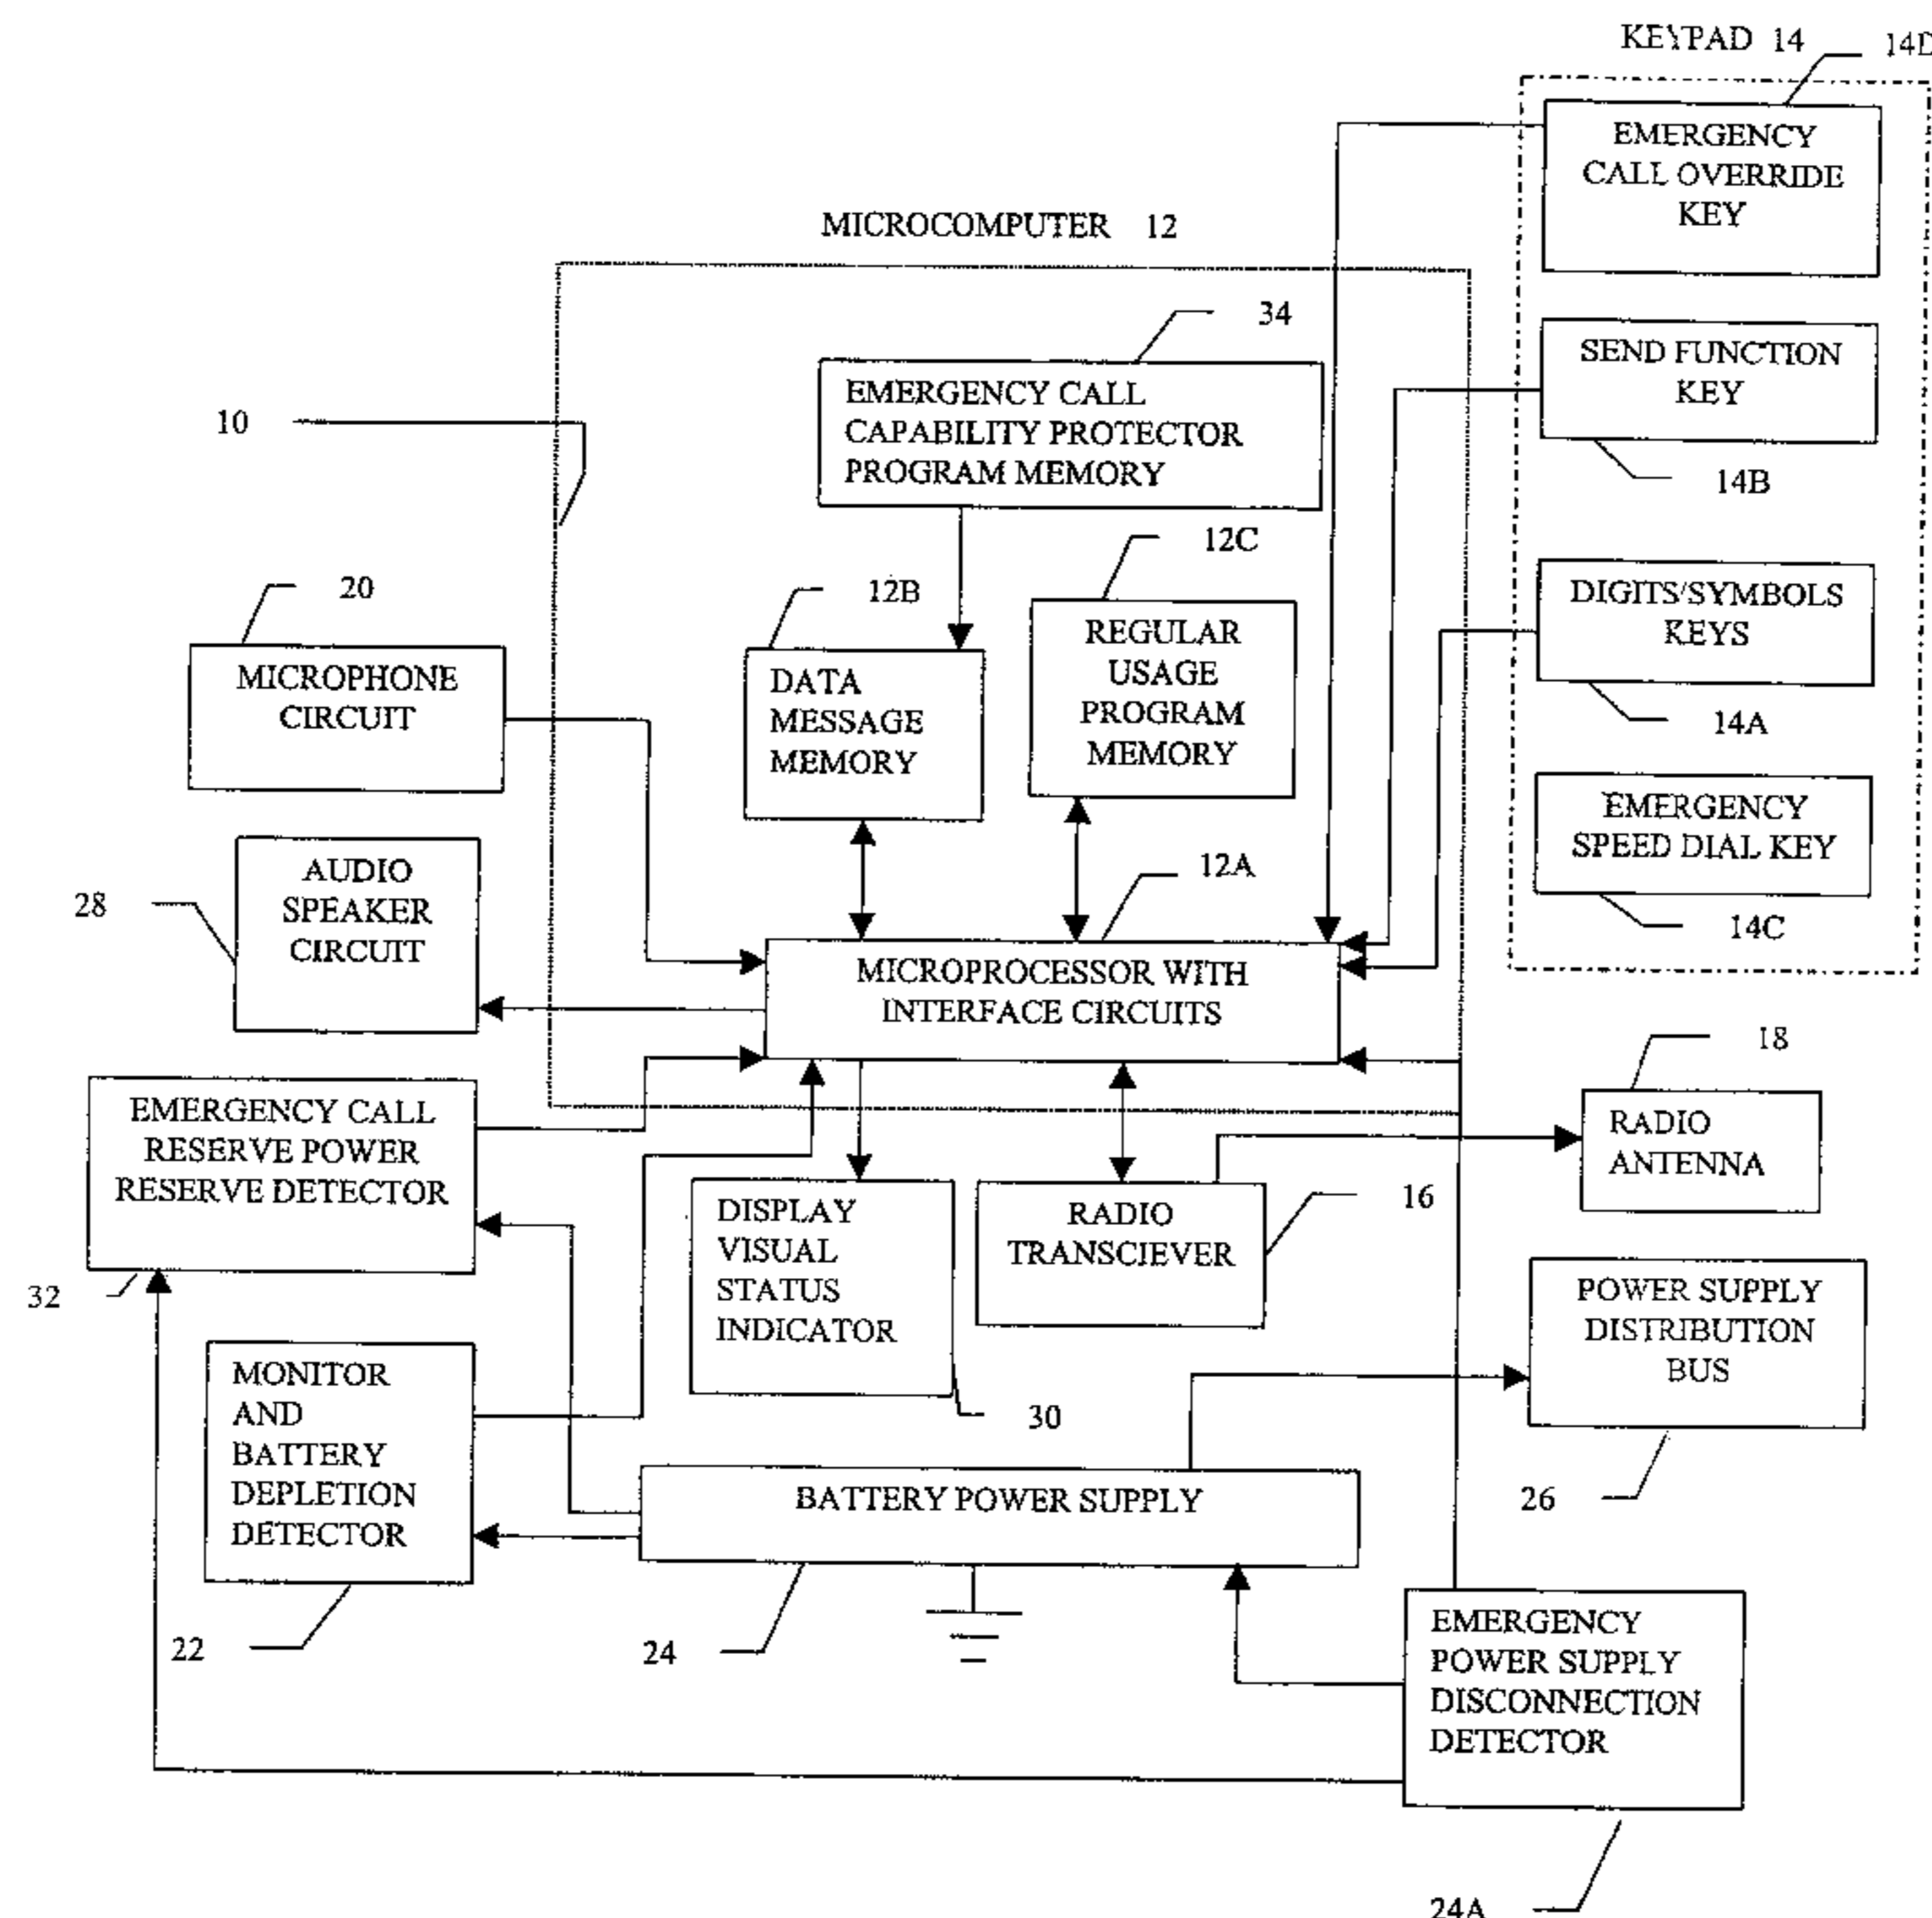 KEYPAD 14
14D
EMERGENCY
CALL OVERRIDE
KEY
MICROCOMPUTER 12
34
SEND FUNCTION
KEY
EMERGENCY CALL
CAPABILITY PROTECTOR
PROGRAM MEMORY
10
14B
12C
20
12B
DIGITS/SYMBOLS
KEYS
REGULAR
USAGE
PROGRAM
MEMORY
MICROPHONE
CIRCUIT
DATA
MESSAGE
MEMORY
14A
EMERGENCY
SPEED DIAL KEY
12A
AUDIO
SPEAKER
CIRCUIT
28
14C
MICROPROCESSOR WITH
INTERFACE CIRCUITS
18
EMERGENCY CALL
RESERVE POWER
RESERVE DETECTOR
RADIO
ANTENNA
16
DISPLAY
VISUAL
STATUS
INDICATOR
RADIO
TRANSCIEVER
32
POWER SUPPLY
DISTRIBUTION
BUS
MONITOR
AND
BATTERY
DEPLETION
DETECTOR
30
BATTERY POWER SUPPLY
26
22
24
EMERGENCY
POWER SUPPLY
DISCONNECTION
DETECTOR
24A